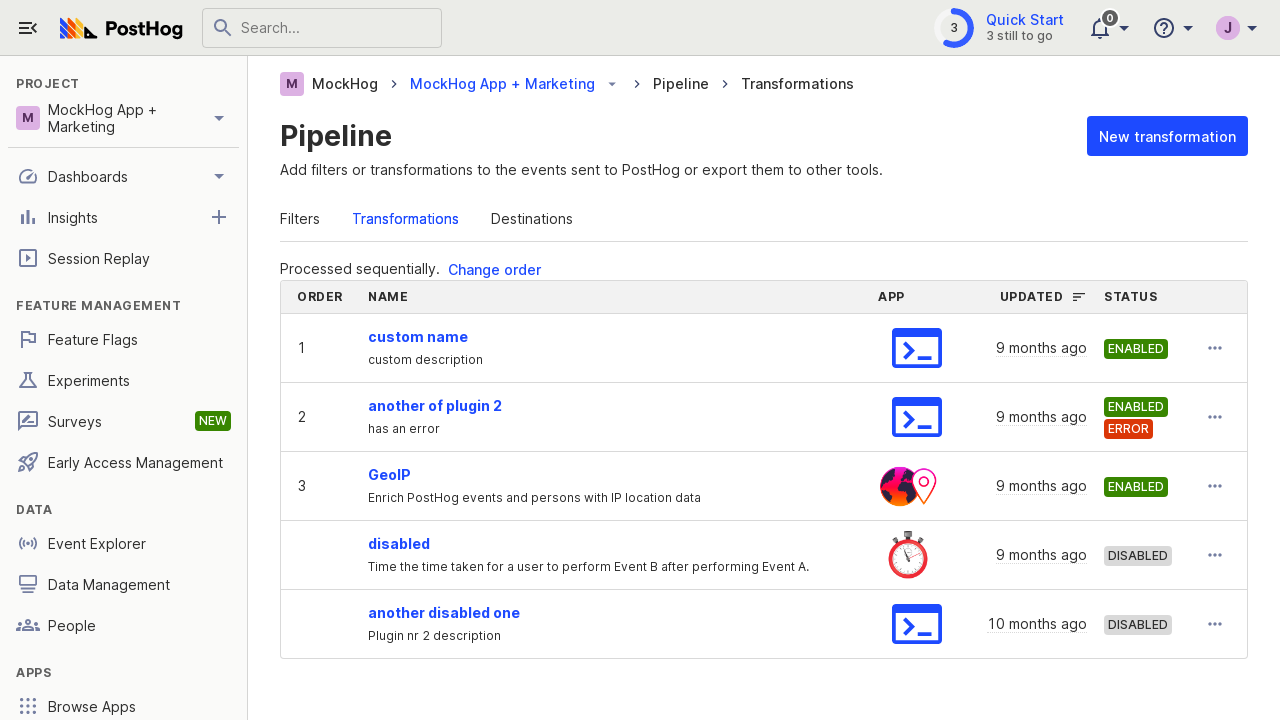 PostHog
Search...
3
Quick Start
3 still to go
0
J
PROJECT
M
MockHog App +
Marketing
Dashboards
Insights
Session Replay
FEATURE MANAGEMENT
Feature Flags
Experiments
Surveys
NEW
Early Access Management
DATA
Event Explorer
Data Management
People
APPS
Browse Apps
M MockHog MockHog App + Marketing Pipeline Transformations
Pipeline
New transformation
Add filters or transformations to the events sent to PostHog or export them to other tools.
Filters Transformations Destinations
Processed sequentially. Change order
ORDER NAME APP UPDATED STATUS
1 custom name 9 months ago ENABLED
custom description
2 another of plugin 2 9 months ago ENABLED
has an error ERROR
3 GeoIP 9 months ago ENABLED
Enrich PostHog events and persons with IP location data
disabled 9 months ago DISABLED
Time the time taken for a user to perform Event B after performing Event A.
another disabled one 10 months ago DISABLED
Plugin nr 2 description